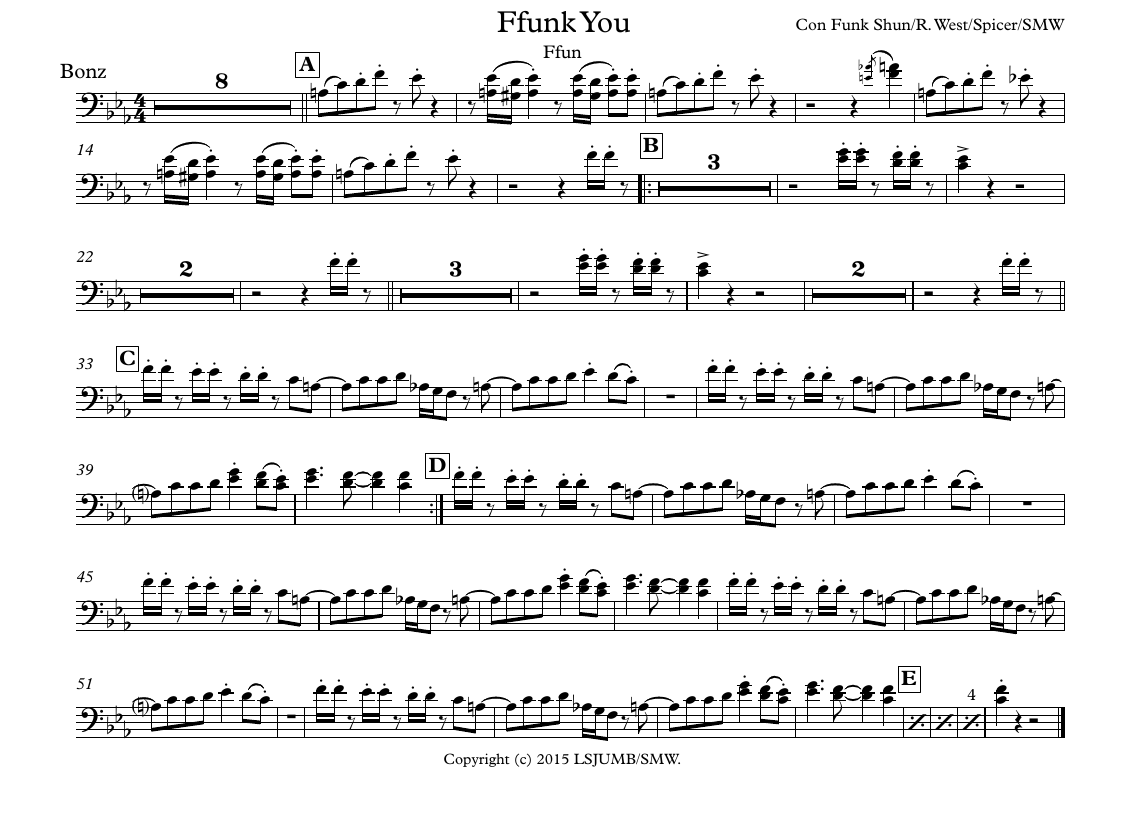 Ffunk You
Con Funk Shun/R. West/Spicer/SMW
Ffun
Bonz
8
A
14
B
3
22
2
3
2
33
C
39
D
45
51
E
4
Copyright (c) 2015 LSJUMB/SMW.